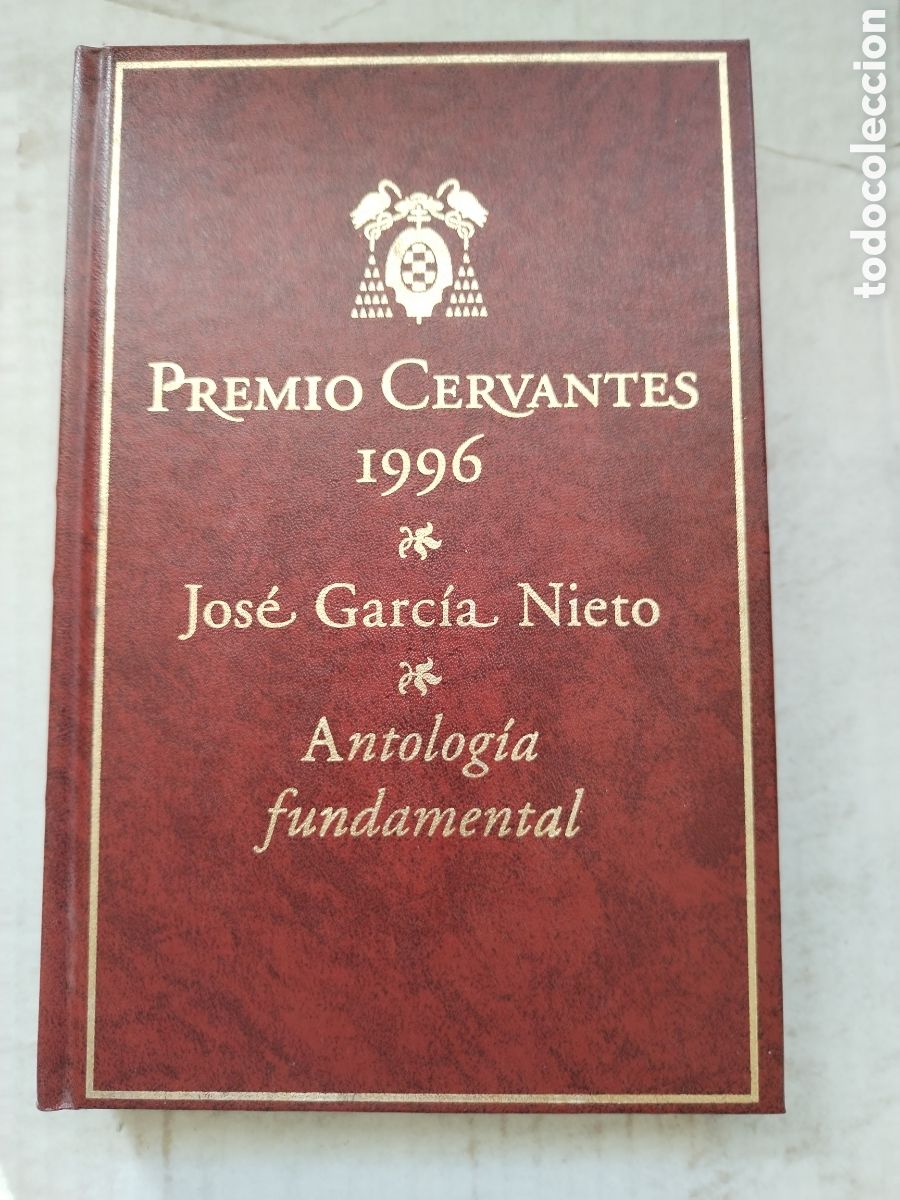 PREMIO CERVANTES
1996
José García Nieto
Antología
fundamental
todocoleccion